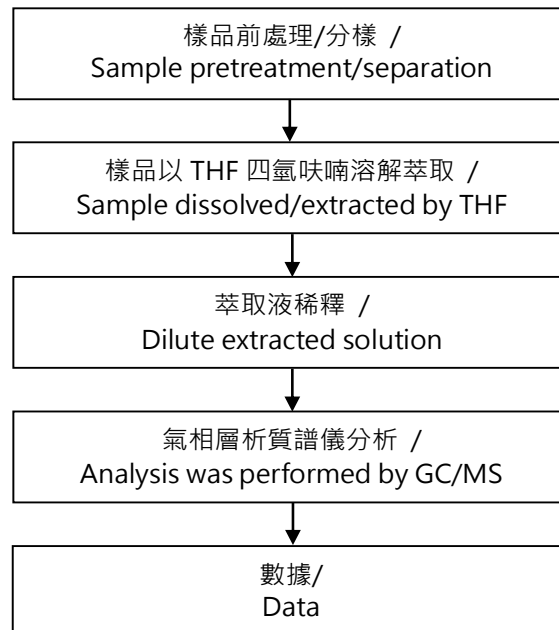 樣品前處理/分樣 /
Sample pretreatment/separation
樣品以 THF 四氫呋喃溶解萃取 /
Sample dissolved/extracted by THF
萃取液稀釋 /
Dilute extracted solution
氣相層析質譜儀分析 /
Analysis was performed by GC/MS
數據/
Data